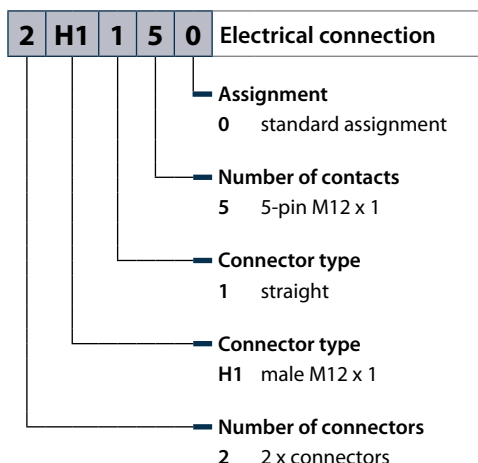 2 H1 1 5 0 Electrical connection
Assignment
0 standard assignment
Number of contacts
5 5-pin M12 x 1
Connector type
1 straight
Connector type
H1 male M12 x 1
Number of connectors
2 2 x connectors